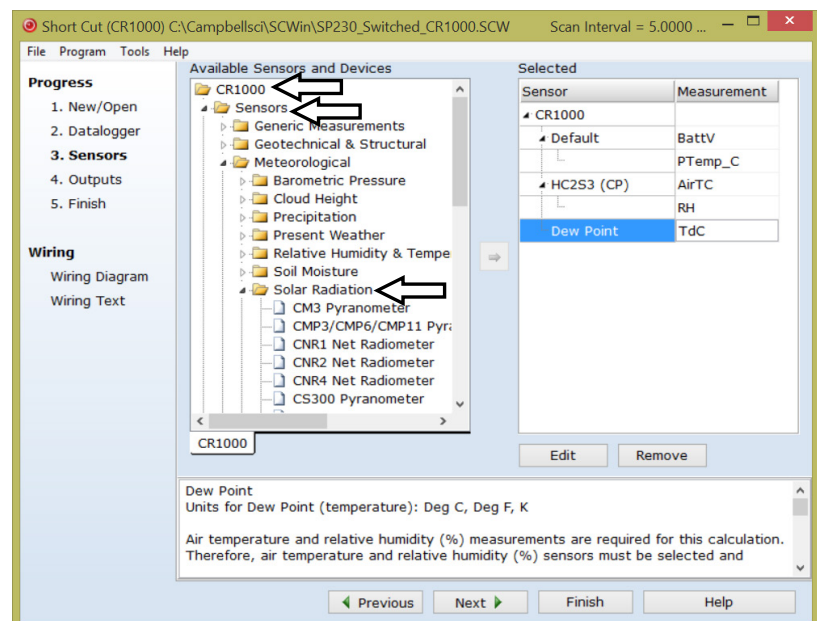 Short Cut (CR1000) C:\Campbellsci\SCWin\SP230_Switched_CR1000.SCW Scan Interval = 5.0000 ...
File Program Tools Help
Progress
1. New/Open
2. Datalogger
3. Sensors
4. Outputs
5. Finish
Wiring
Wiring Diagram
Wiring Text
Available Sensors and Devices
CR1000
Sensors
Generic Measurements
Geotechnical & Structural
Meteorological
Barometric Pressure
Cloud Height
Precipitation
Present Weather
Relative Humidity & Tempe
Soil Moisture
Solar Radiation
CM3 Pyranometer
CMP3/CMP6/CMP11 Pyra
CNR1 Net Radiometer
CNR2 Net Radiometer
CNR4 Net Radiometer
CS300 Pyranometer
CR1000
Selected
Sensor Measurement
CR1000
Default BattV
PTemp_C
HC2S3 (CP) AirTC
RH
Dew Point TdC
Edit Remove
Dew Point
Units for Dew Point (temperature): Deg C, Deg F, K
Air temperature and relative humidity (%) measurements are required for this calculation.
Therefore, air temperature and relative humidity (%) sensors must be selected and
Previous Next Finish Help